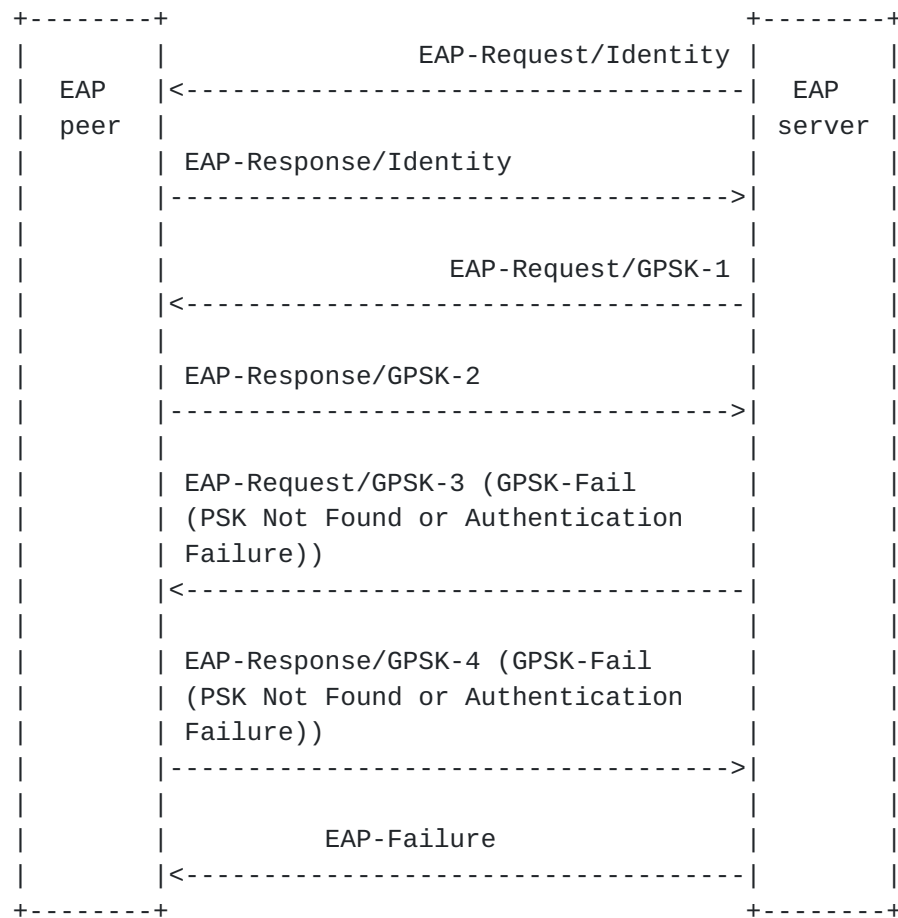 +--------+                                     +--------+
|        |                EAP-Request/Identity |        |
|  EAP   |<------------------------------------|  EAP   |
|  peer  |                                     | server |
|        | EAP-Response/Identity               |        |
|        |------------------------------------>|        |
|        |                                     |        |
|        |                  EAP-Request/GPSK-1 |        |
|        |<------------------------------------|        |
|        |                                     |        |
|        | EAP-Response/GPSK-2                 |        |
|        |------------------------------------>|        |
|        |                                     |        |
|        | EAP-Request/GPSK-3 (GPSK-Fail       |        |
|        | (PSK Not Found or Authentication    |        |
|        | Failure))                           |        |
|        |<------------------------------------|        |
|        |                                     |        |
|        | EAP-Response/GPSK-4 (GPSK-Fail      |        |
|        | (PSK Not Found or Authentication    |        |
|        | Failure))                           |        |
|        |------------------------------------>|        |
|        |                                     |        |
|        |          EAP-Failure                |        |
|        |<------------------------------------|        |
+--------+                                     +--------+